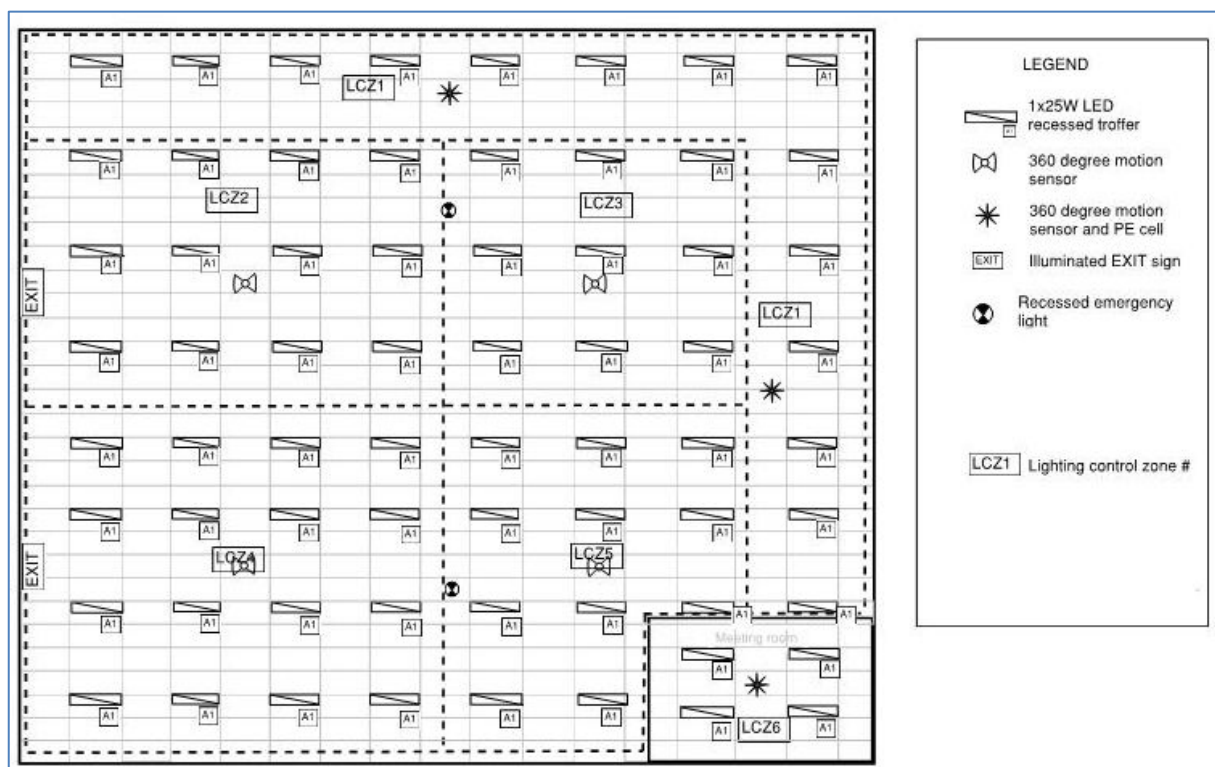 A1 A1 A1 A1 A1 A1 A1 A1
LCZ1
A1 A1 A1 A1 A1 A1 A1 A1
LCZ2 LCZ3
A1 A1 A1 A1 A1 A1 A1 A1
EXIT
LCZ1
A1 A1 A1 A1 A1 A1 A1 A1
A1 A1 A1 A1 A1 A1 A1 A1
A1 A1 A1 A1 A1 A1 A1 A1
LCZ4 LCZ5
EXIT
A1 A1 A1 A1 A1 A1 A1 A1
Meeting room
A1 A1
A1 A1 A1 A1 A1 A1 A1 A1
LCZ6
LEGEND
A1
1x25W LED
recessed troffer
360 degree motion
sensor
360 degree motion
sensor and PE cell
EXIT Illuminated EXIT sign
Recessed emergency
light
LCZ1 Lighting control zone #